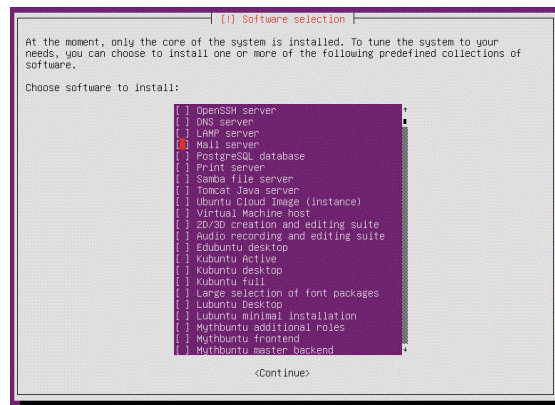 [!] Software selection
At the moment, only the core of the system is installed. To tune the system to your
needs, you can choose to install one or more of the following predefined collections of
software.
Choose software to install:
[ ] OpenSSH server
[ ] DNS server
[ ] LAMP server
[ ] Mail server
[ ] PostgreSQL database
[ ] Print server
[ ] Samba file server
[ ] Tomcat Java server
[ ] Ubuntu Cloud Image (instance)
[ ] Virtual Machine host
[ ] 2D/3D creation and editing suite
[ ] Audio recording and editing suite
[ ] Edubuntu desktop
[ ] Kubuntu Active
[ ] Kubuntu desktop
[ ] Kubuntu full
[ ] Large selection of font packages
[ ] Lubuntu Desktop
[ ] Lubuntu minimal installation
[ ] Mythbuntu additional roles
[ ] Mythbuntu frontend
[ ] Mythbuntu master backend
<Continue>